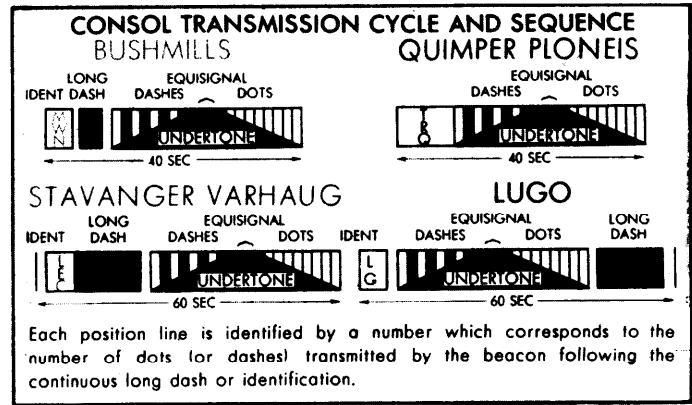 CONSOL TRANSMISSION CYCLE AND SEQUENCE
BUSHMILLS
LONG
IDENT DASH
EQUISIGNAL
DASHES DOTS
MWN
UNDERTONE
40 SEC
QUIMPER PLONEIS
EQUISIGNAL
DASHES DOTS
UNDERTONE
40 SEC
STAVANGER VARHAUG
LONG
IDENT DASH
EQUISIGNAL
DASHES DOTS
LEC
UNDERTONE
60 SEC
LUGO
IDENT
EQUISIGNAL
DASHES DOTS
LONG
DASH
LG
UNDERTONE
60 SEC
Each position line is identified by a number which corresponds to the
number of dots (or dashes) transmitted by the beacon following the
continuous long dash or identification.